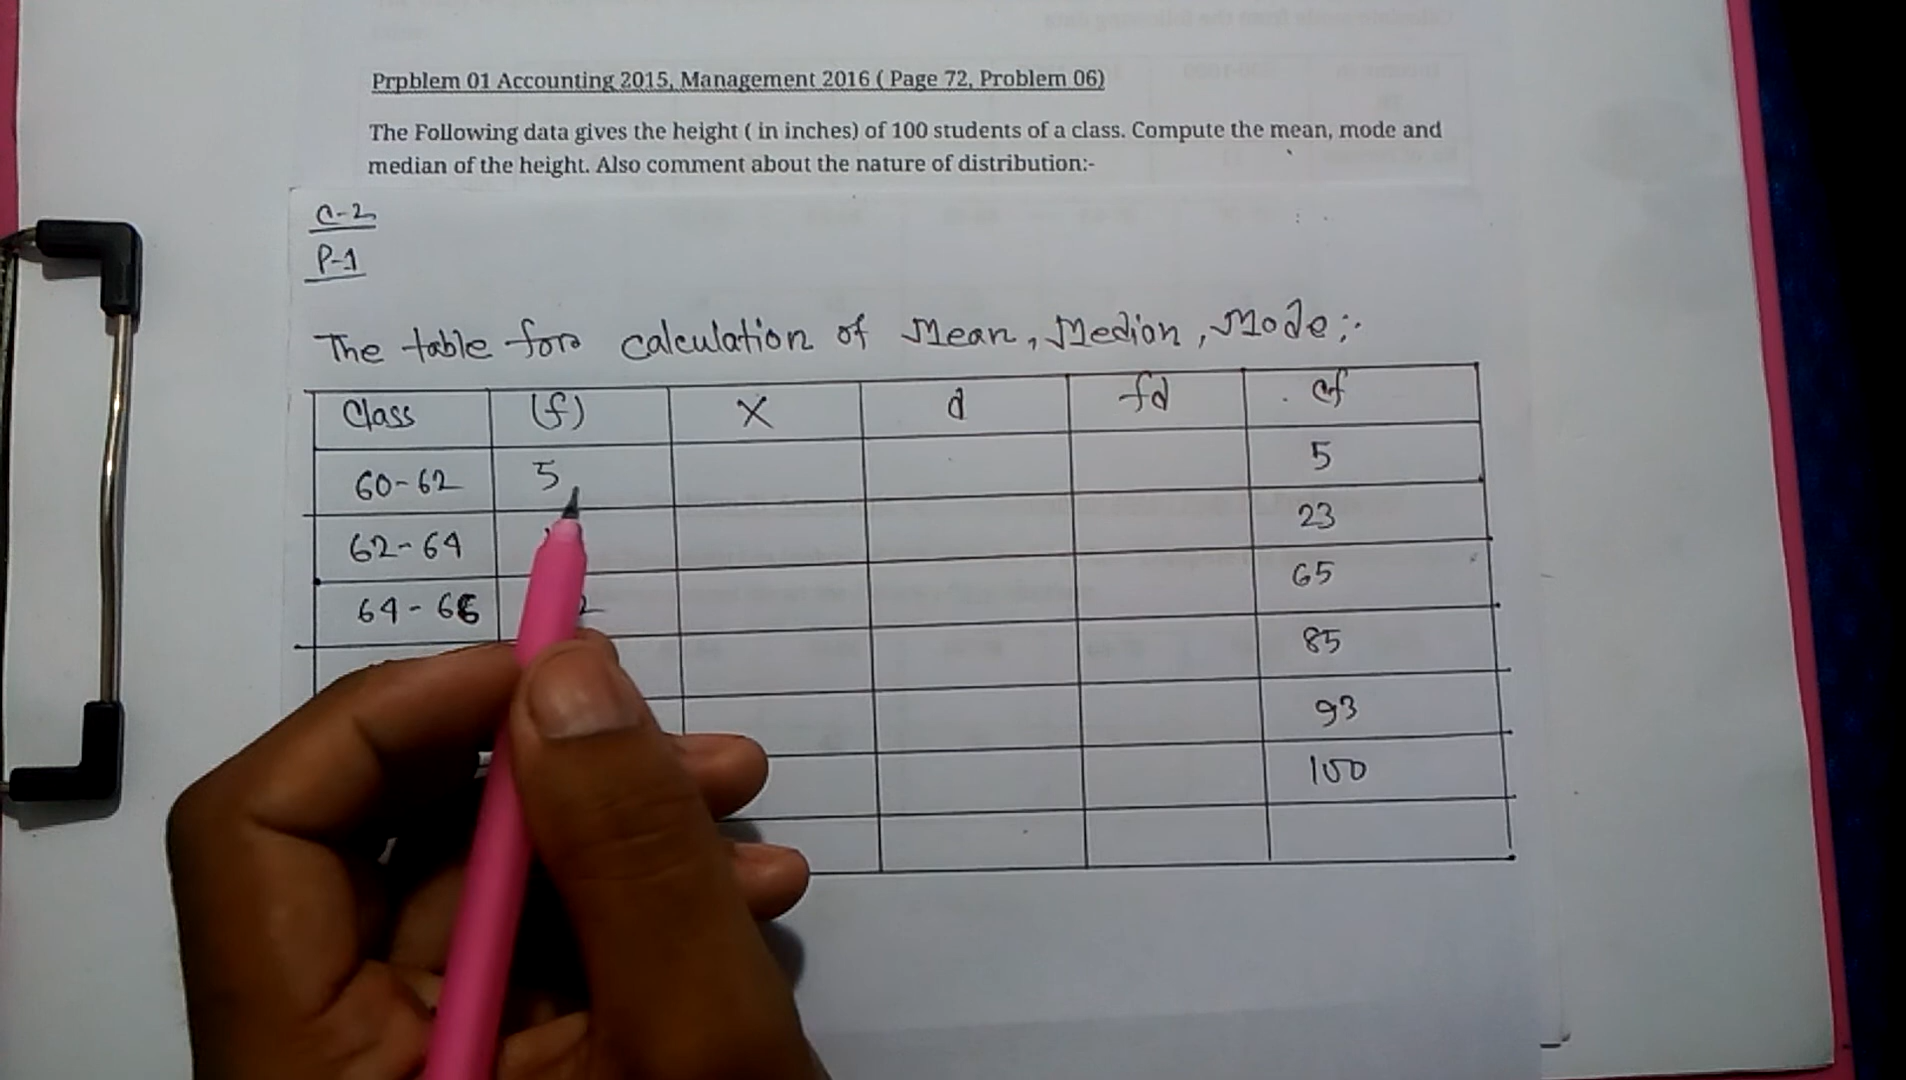 Prpblem 01 Accounting 2015, Management 2016 ( Page 72, Problem 06)
The Following data gives the height ( in inches) of 100 students of a class. Compute the mean, mode and
median of the height. Also comment about the nature of distribution:-
C-2
P-1
The table for calculation of Mean, Median, Mode:-
Class (f) X d fd cf
60-62 5 5
62-64 23
64-66 65
85
93
100